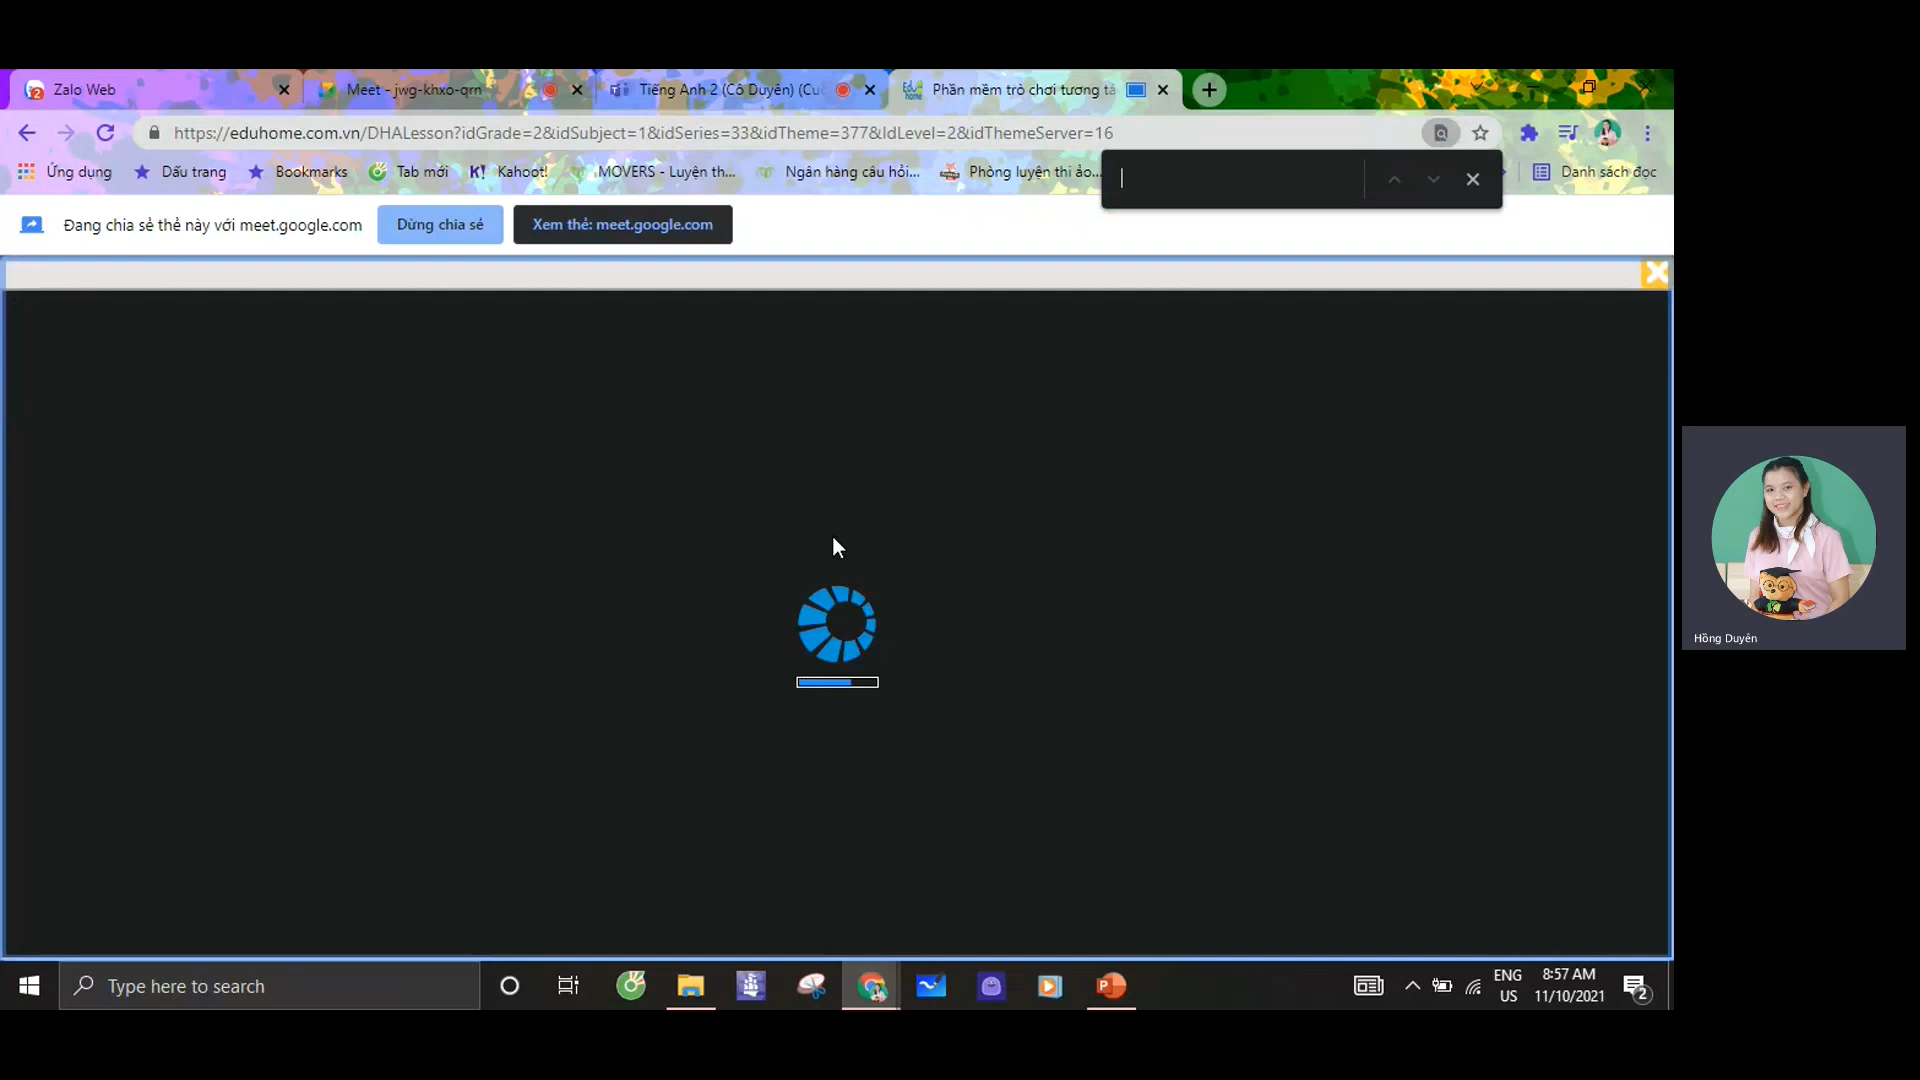 Zalo Web
Meet - jwg-khxo-qrn
Tiếng Anh 2 (Cô Duyên) (Cuộ
Phần mềm trò chơi tương tá
https://eduhome.com.vn/DHALesson?idGrade=2&idSubject=1&idSeries=33&idTheme=377&IdLevel=2&idThemeServer=16
Ứng dụng
Dấu trang
Bookmarks
Tab mới
Kahoot!
MOVERS - Luyện th...
Ngân hàng câu hỏi...
Phòng luyện thi ảo...
Danh sách đọc
Đang chia sẻ thẻ này với meet.google.com
Dừng chia sẻ
Xem thẻ: meet.google.com
Hồng Duyên
Type here to search
ENG
US
8:57 AM
11/10/2021
2